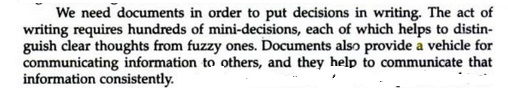 We need documents in order to put decisions in writing. The act of
writing requires hundreds of mini-decisions, each of which helps to distin-
guish clear thoughts from fuzzy ones. Documents also provide a vehicle for
communicating information to others, and they help to communicate that
information consistently.